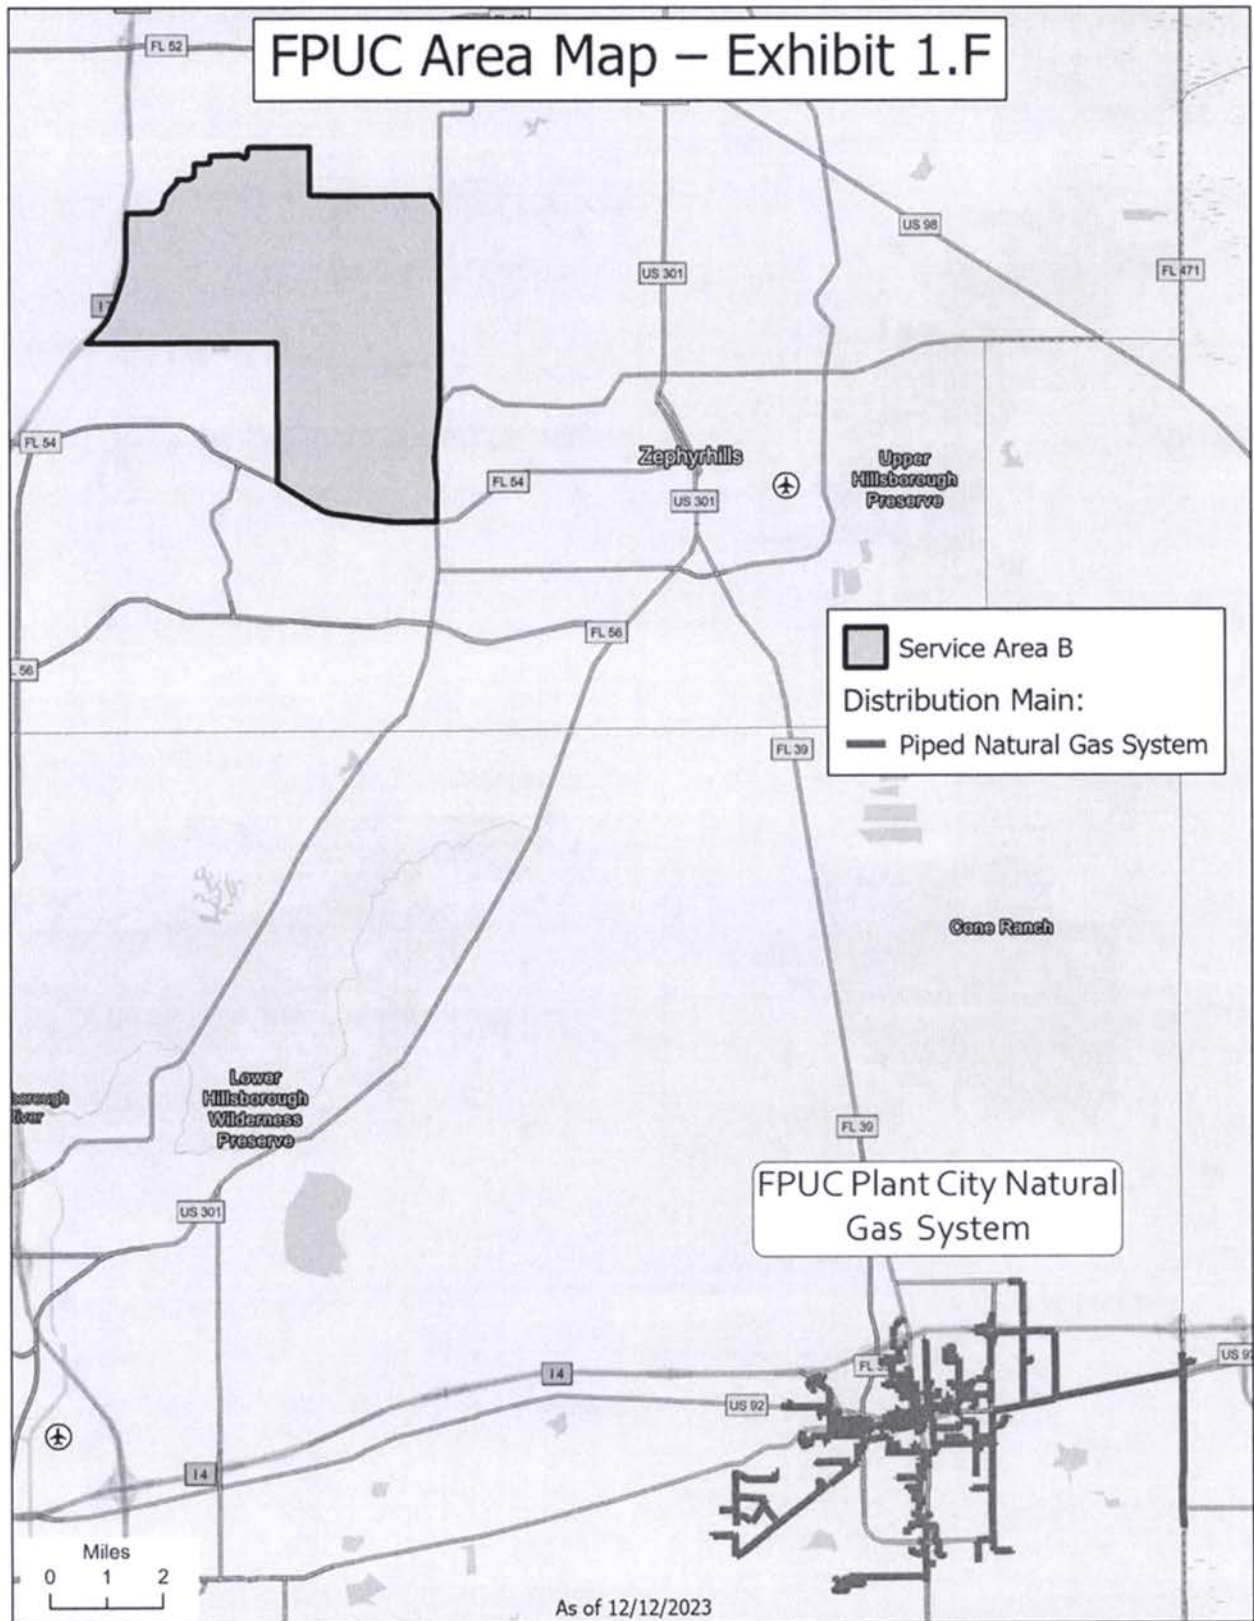 FL 52
FPUC Area Map – Exhibit 1.F
US 98
US 301
FL 471
FL 54
Zephyrhills
Upper
Hillsborough
Preserve
FL 54
US 301
FL 56
Service Area B
Distribution Main:
Piped Natural Gas System
56
FL 39
Cone Ranch
Lower
Hillsborough
Wilderness
Preserve
FL 39
FPUC Plant City Natural
Gas System
US 301
I 4
US 92
I 4
Miles
0 1 2
As of 12/12/2023